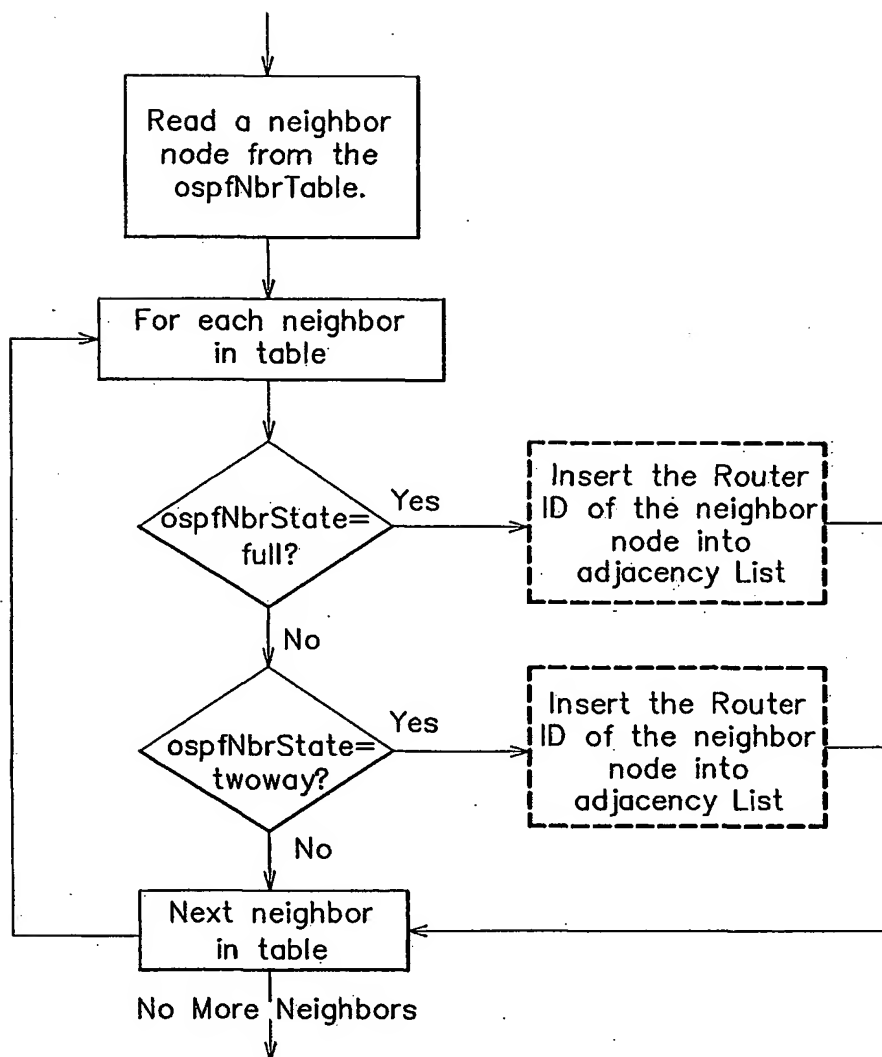 Read a neighbor
node from the
ospfNbrTable.
For each neighbor
in table
ospfNbrState=
full?
Yes
Insert the Router
ID of the neighbor
node into
adjacency List
No
ospfNbrState=
twoway?
Yes
Insert the Router
ID of the neighbor
node into
adjacency List
No
Next neighbor
in table
No More Neighbors